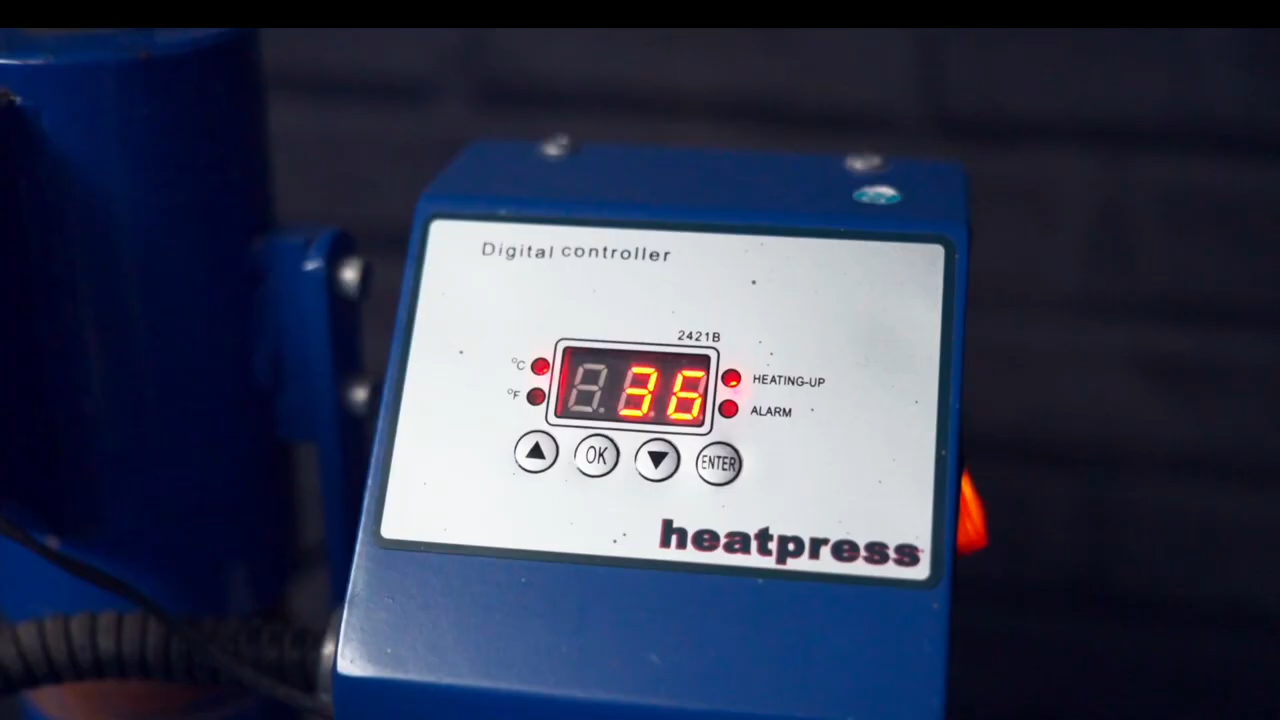 Digital controller
2421B
°C
36
HEATING-UP
°F
ALARM
OK
ENTER
heatpress